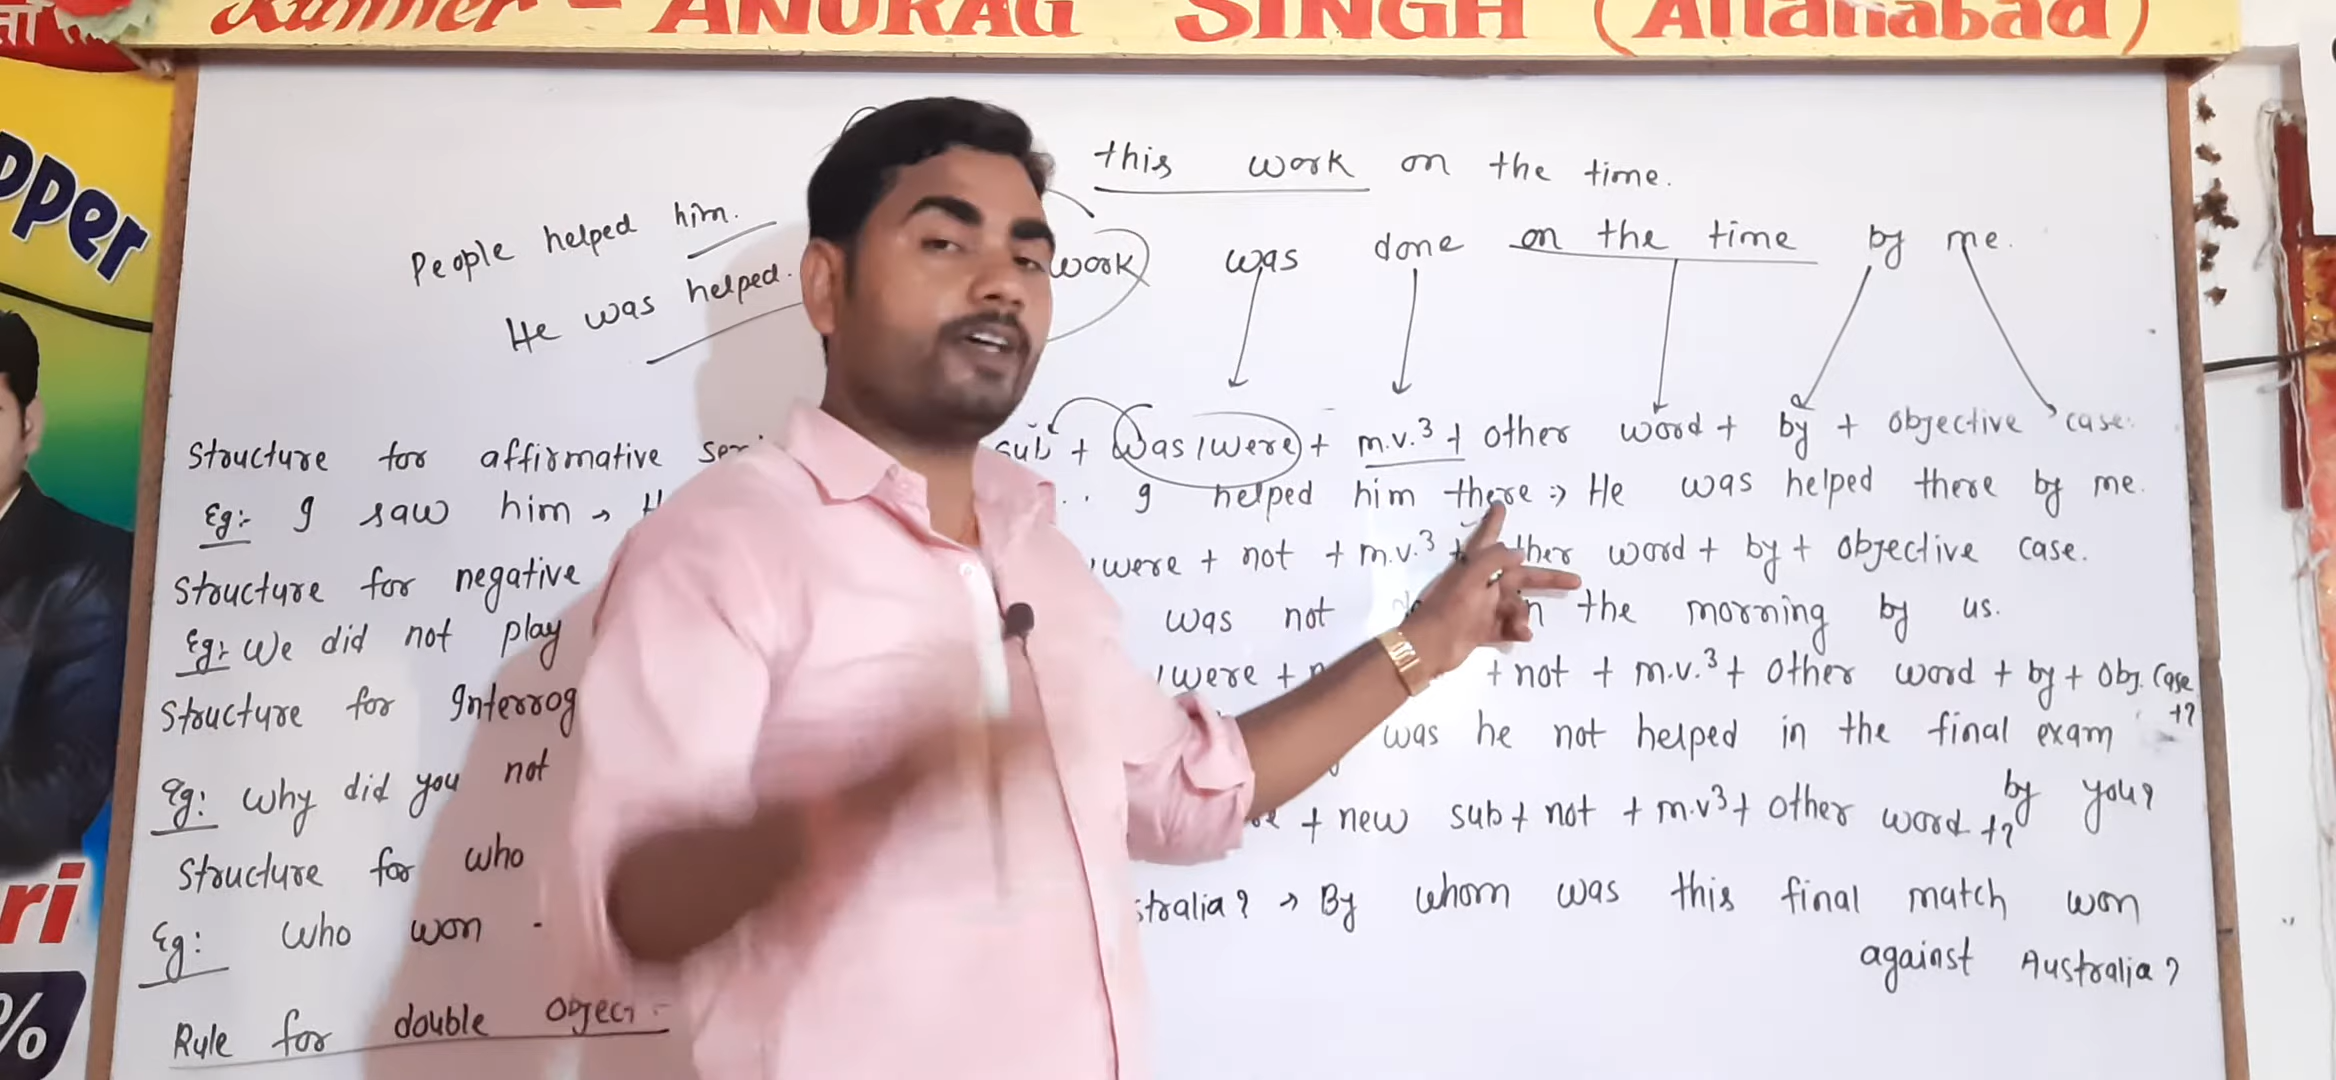 - ANURAG SINGH (Allahabad)
pper
ri
%
this work on the time.
People helped him.
He was helped.
work was done on the time by me.
Structure for affirmative sub + was/were + m.v.3 + other word + by + objective case.
Eg:- I saw him → I helped him there => He was helped there by me.
Structure for negative were + not + m.v.3 + other word + by + objective case.
Eg:- We did not play was not in the morning by us.
Structure for Interrog /were + + not + m.v.3 + other word + by + obj. case +?
Eg: Why did you not was he not helped in the final exam by you?
Structure for who + new sub + not + m.v3 + other word +?
Eg: Who won stralia? → By whom was this final match won against Australia?
Rule for double object :-